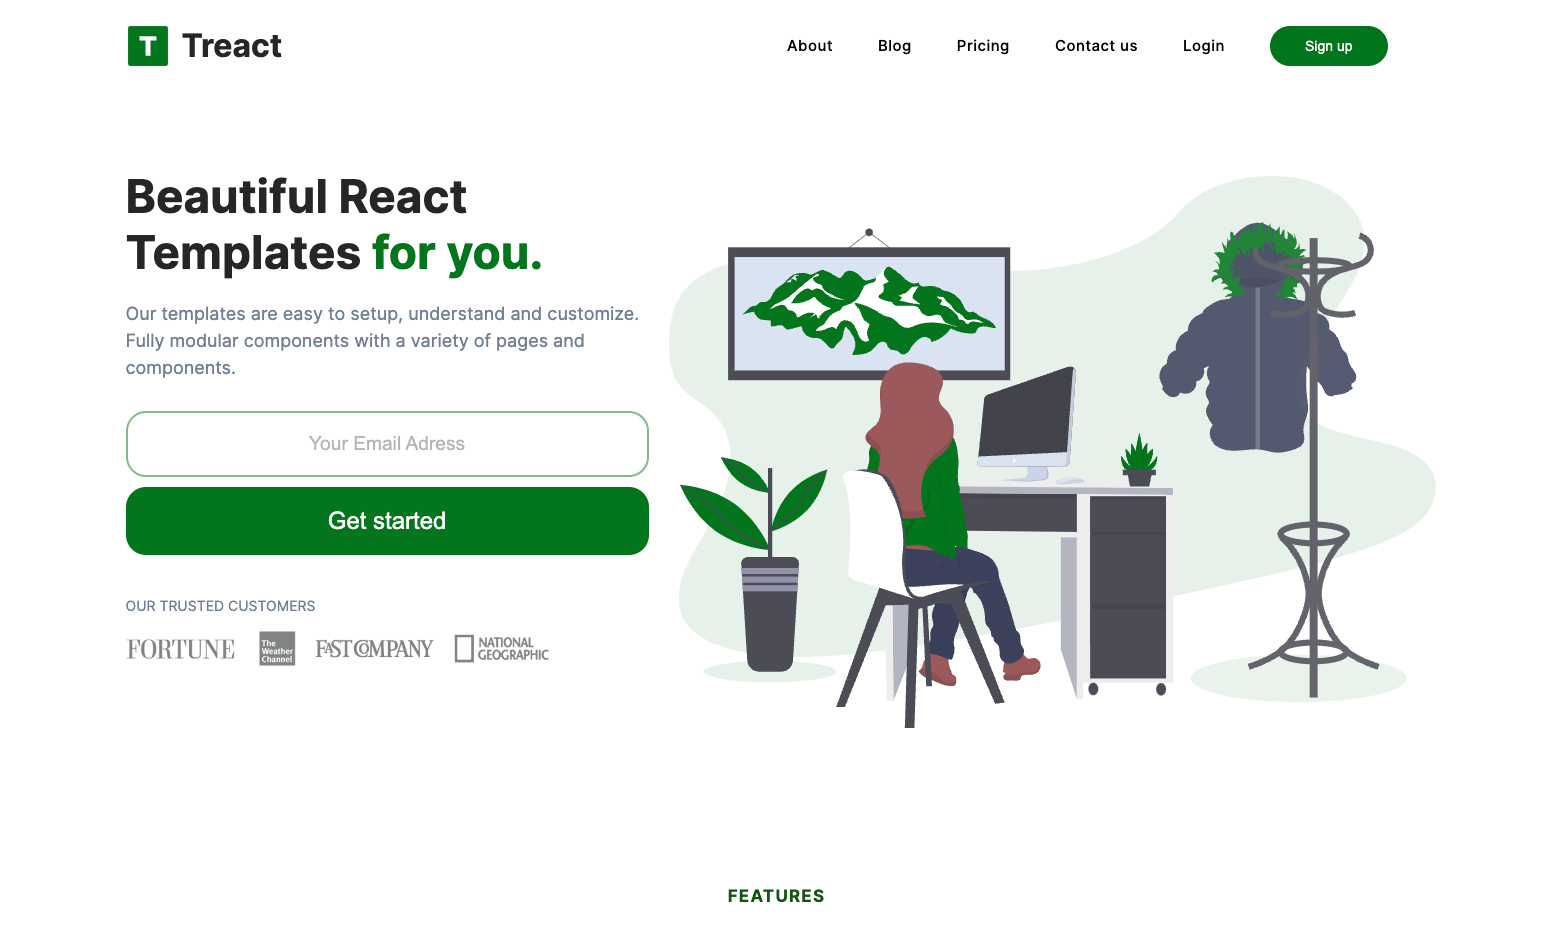 T Treact
About Blog Pricing Contact us Login Sign up
Beautiful React
Templates for you.
Our templates are easy to setup, understand and customize.
Fully modular components with a variety of pages and
components.
Your Email Adress
Get started
OUR TRUSTED CUSTOMERS
FORTUNE
The
Weather
Channel
FAST COMPANY
NATIONAL
GEOGRAPHIC
FEATURES